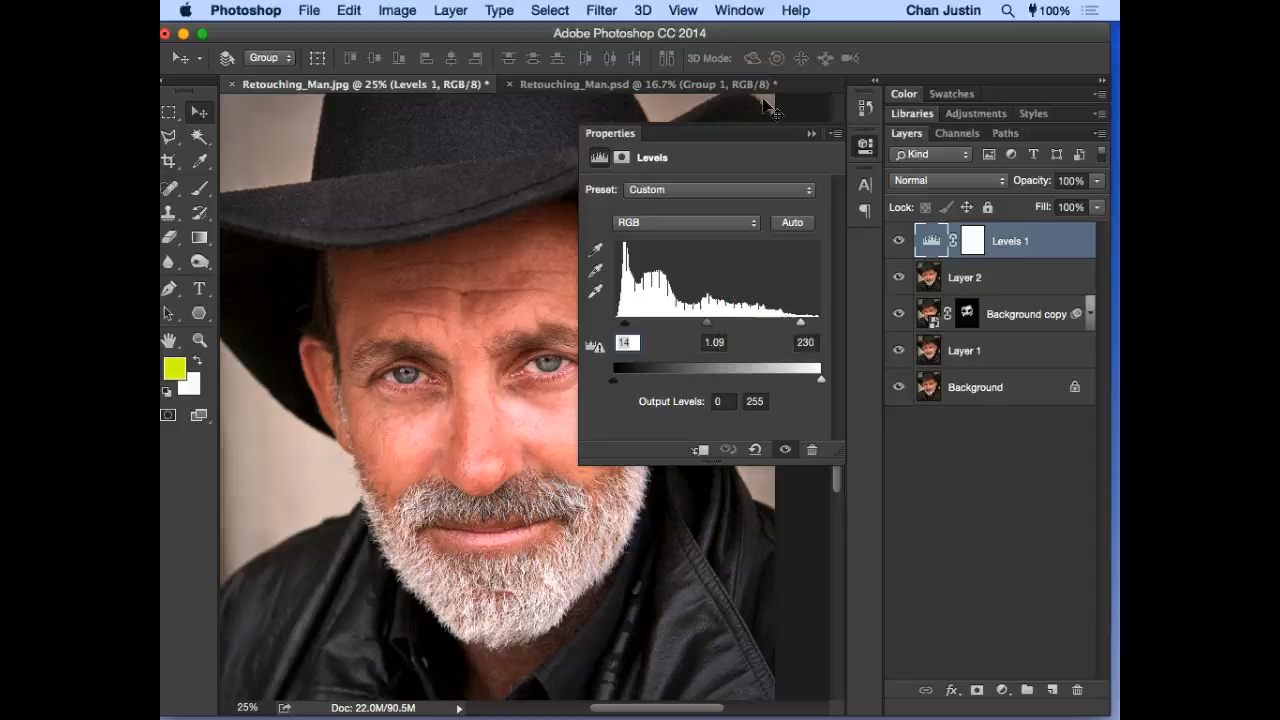 Photoshop File Edit Image Layer Type Select Filter 3D View Window Help Chan Justin 100%
Adobe Photoshop CC 2014
Group 3D Mode:
Retouching_Man.jpg @ 25% (Levels 1, RGB/8) * Retouching_Man.psd @ 16.7% (Group 1, RGB/8) *
Color Swatches
Libraries Adjustments Styles
Layers Channels Paths
Kind
Normal Opacity: 100%
Lock: Fill: 100%
Levels 1
Layer 2
Background copy
Layer 1
Background
Properties
Levels
Preset: Custom
RGB Auto
14 1.09 230
Output Levels: 0 255
25% Doc: 22.0M/90.5M